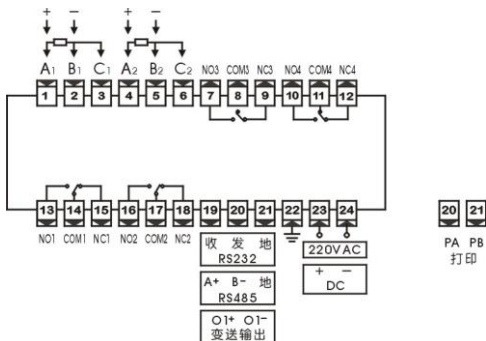 + − + −
A1 B1 C1 A2 B2 C2 NO3 COM3 NC3 NO4 COM4 NC4
1 2 3 4 5 6 7 8 9 10 11 12
13 14 15 16 17 18 19 20 21 22 23 24
NO1 COM1 NC1 NO2 COM2 NC2
收 发 地
RS232
A+ B- 地
RS485
O1+ O1-
变送输出
220VAC
+ −
DC
20 21
PA PB
打印